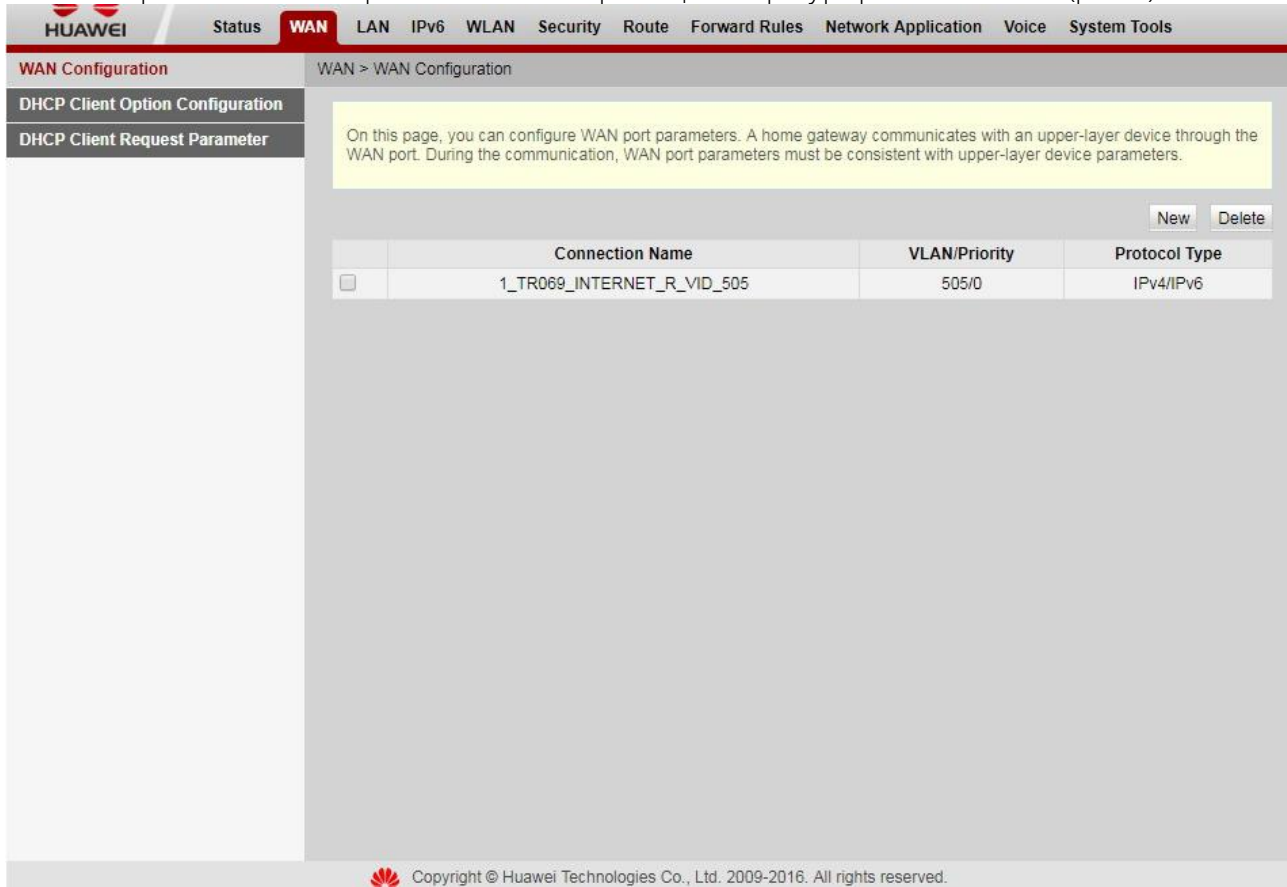 HUAWEI
Status WAN LAN IPv6 WLAN Security Route Forward Rules Network Application Voice System Tools
WAN Configuration
DHCP Client Option Configuration
DHCP Client Request Parameter
WAN > WAN Configuration
On this page, you can configure WAN port parameters. A home gateway communicates with an upper-layer device through the
WAN port. During the communication, WAN port parameters must be consistent with upper-layer device parameters.
New Delete
Connection Name VLAN/Priority Protocol Type
1_TR069_INTERNET_R_VID_505 505/0 IPv4/IPv6
Copyright © Huawei Technologies Co., Ltd. 2009-2016. All rights reserved.